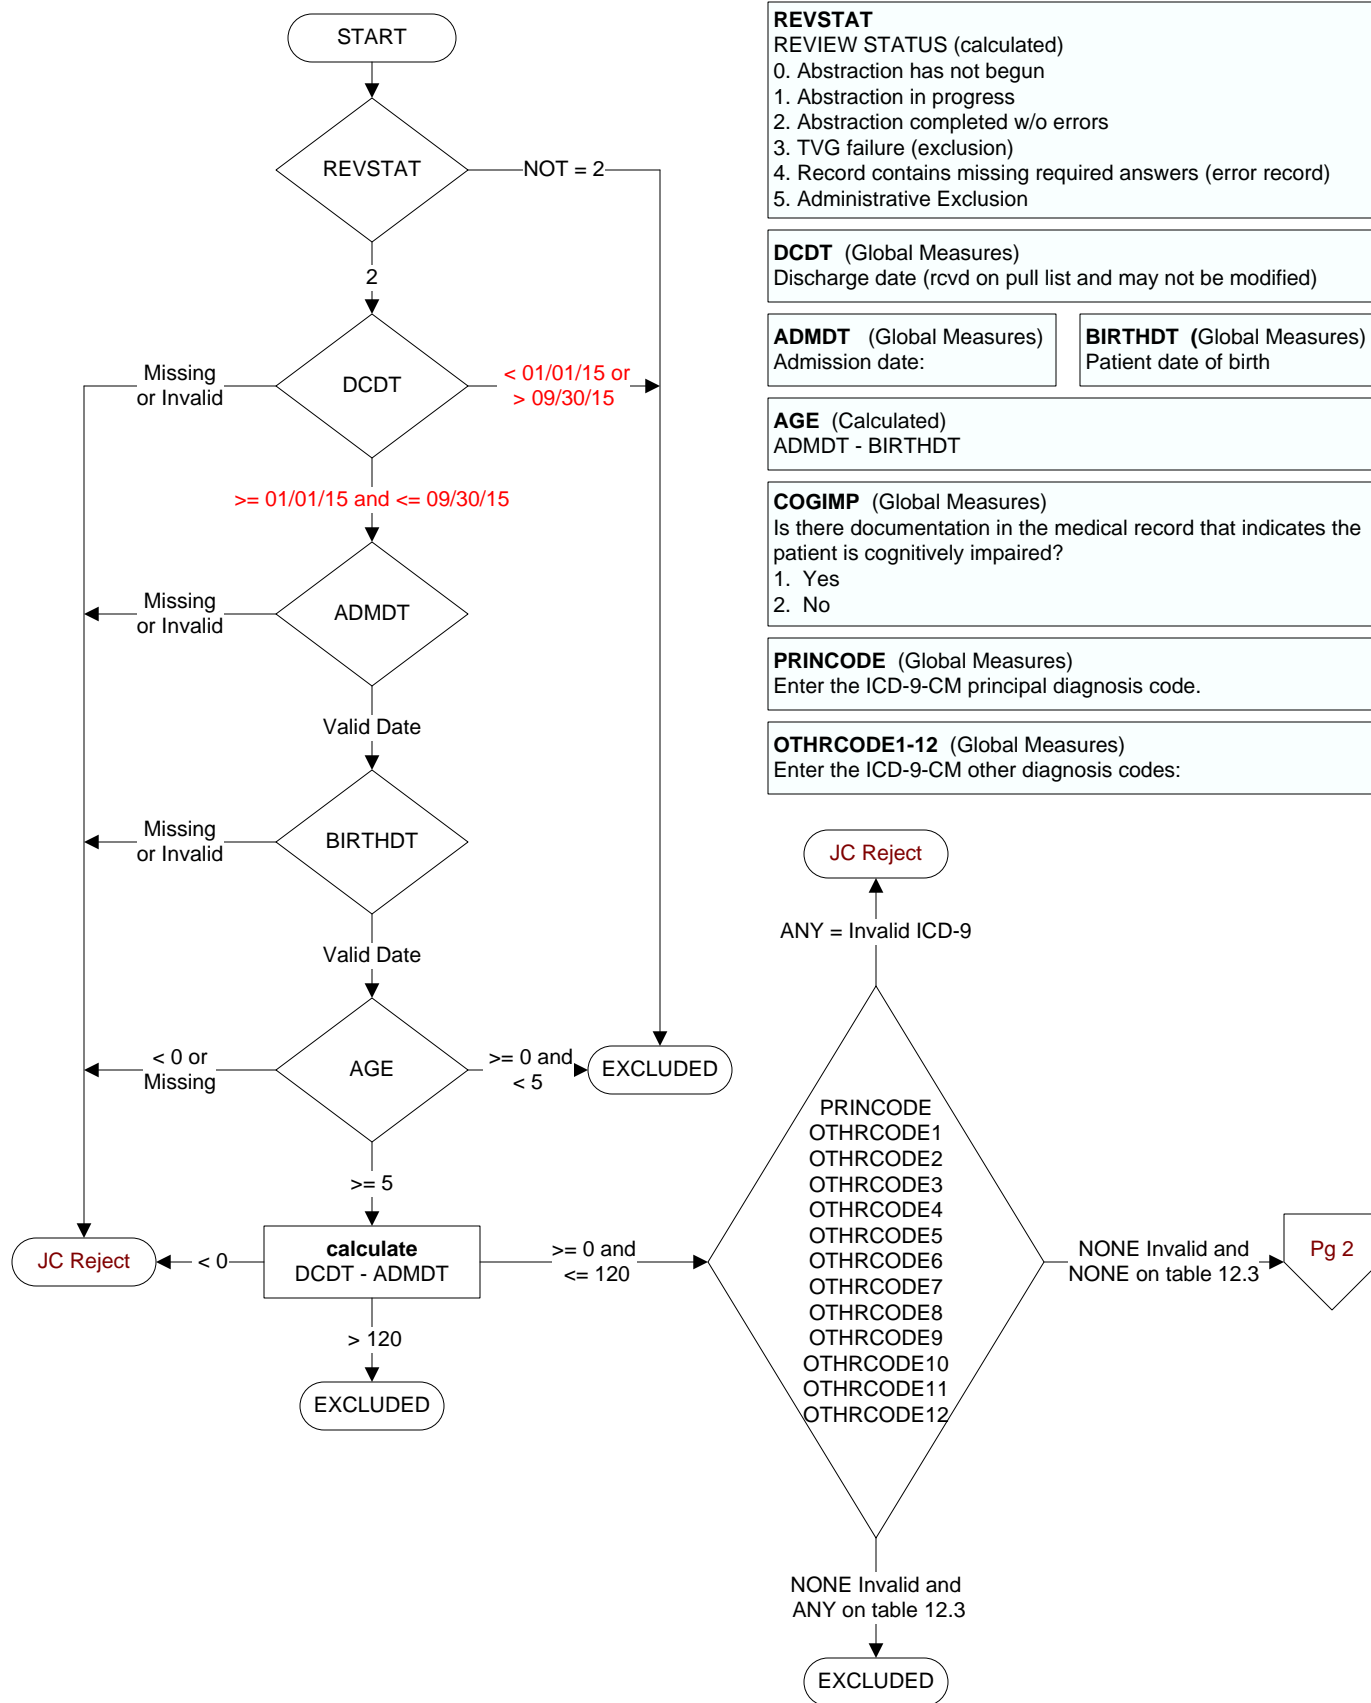 START
REVSTAT
NOT = 2
2
DCDT
Missing
or Invalid
< 01/01/15 or
> 09/30/15
>= 01/01/15 and <= 09/30/15
ADMDT
Missing
or Invalid
Valid Date
BIRTHDT
Missing
or Invalid
Valid Date
AGE
< 0 or
Missing
>= 0 and
< 5
EXCLUDED
>= 5
calculate
DCDT - ADMDT
< 0
JC Reject
>= 0 and
<= 120
> 120
EXCLUDED
REVSTAT
REVIEW STATUS (calculated)
0. Abstraction has not begun
1. Abstraction in progress
2. Abstraction completed w/o errors
3. TVG failure (exclusion)
4. Record contains missing required answers (error record)
5. Administrative Exclusion
DCDT (Global Measures)
Discharge date (rcvd on pull list and may not be modified)
ADMDT (Global Measures)
Admission date:
BIRTHDT (Global Measures)
Patient date of birth
AGE (Calculated)
ADMDT - BIRTHDT
COGIMP (Global Measures)
Is there documentation in the medical record that indicates the
patient is cognitively impaired?
1. Yes
2. No
PRINCODE (Global Measures)
Enter the ICD-9-CM principal diagnosis code.
OTHRCODE1-12 (Global Measures)
Enter the ICD-9-CM other diagnosis codes:
JC Reject
ANY = Invalid ICD-9
PRINCODE
OTHRCODE1
OTHRCODE2
OTHRCODE3
OTHRCODE4
OTHRCODE5
OTHRCODE6
OTHRCODE7
OTHRCODE8
OTHRCODE9
OTHRCODE10
OTHRCODE11
OTHRCODE12
NONE Invalid and
NONE on table 12.3
Pg 2
NONE Invalid and
ANY on table 12.3
EXCLUDED